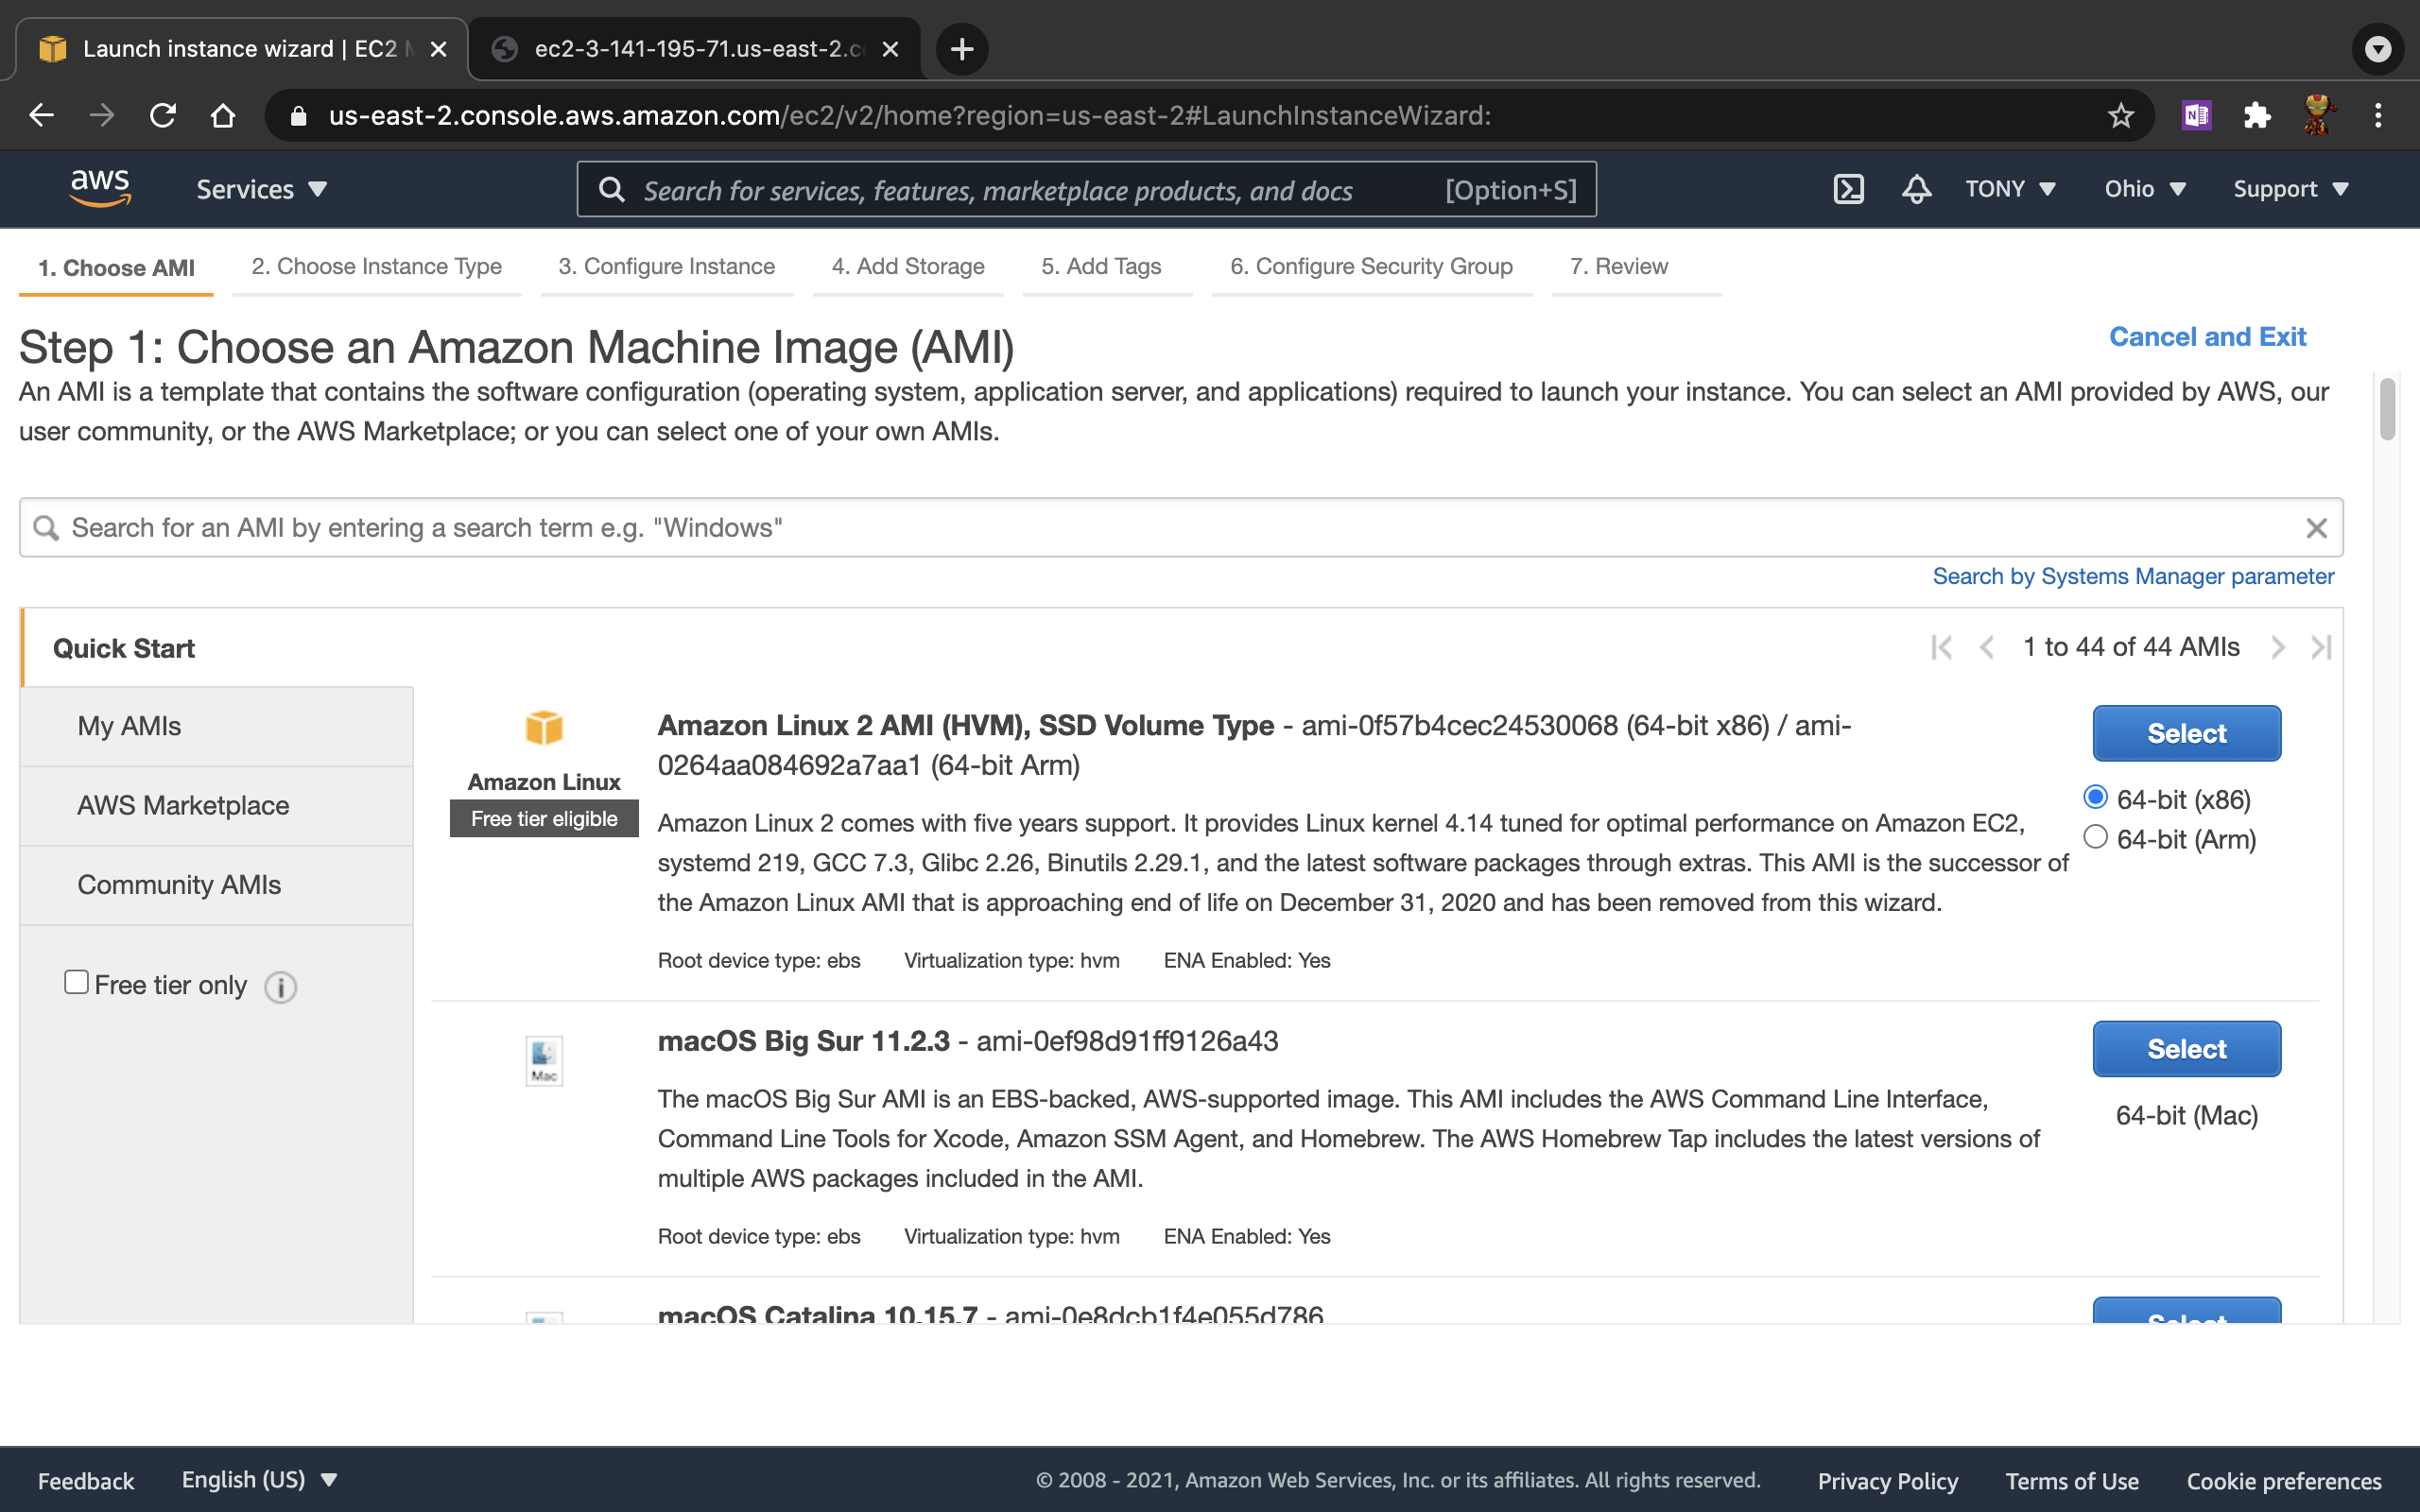 Launch instance wizard | EC2
ec2-3-141-195-71.us-east-2.c
us-east-2.console.aws.amazon.com/ec2/v2/home?region=us-east-2#LaunchInstanceWizard:
aws
Services
Search for services, features, marketplace products, and docs
[Option+S]
TONY
Ohio
Support
1. Choose AMI
2. Choose Instance Type
3. Configure Instance
4. Add Storage
5. Add Tags
6. Configure Security Group
7. Review
Step 1: Choose an Amazon Machine Image (AMI)
Cancel and Exit
An AMI is a template that contains the software configuration (operating system, application server, and applications) required to launch your instance. You can select an AMI provided by AWS, our
user community, or the AWS Marketplace; or you can select one of your own AMIs.
Search for an AMI by entering a search term e.g. "Windows"
Search by Systems Manager parameter
Quick Start
1 to 44 of 44 AMIs
My AMIs
AWS Marketplace
Community AMIs
Free tier only
Amazon Linux
Free tier eligible
Amazon Linux 2 AMI (HVM), SSD Volume Type - ami-0f57b4cec24530068 (64-bit x86) / ami-
0264aa084692a7aa1 (64-bit Arm)
Amazon Linux 2 comes with five years support. It provides Linux kernel 4.14 tuned for optimal performance on Amazon EC2,
systemd 219, GCC 7.3, Glibc 2.26, Binutils 2.29.1, and the latest software packages through extras. This AMI is the successor of
the Amazon Linux AMI that is approaching end of life on December 31, 2020 and has been removed from this wizard.
Root device type: ebs Virtualization type: hvm ENA Enabled: Yes
Select
64-bit (x86)
64-bit (Arm)
Mac
macOS Big Sur 11.2.3 - ami-0ef98d91ff9126a43
The macOS Big Sur AMI is an EBS-backed, AWS-supported image. This AMI includes the AWS Command Line Interface,
Command Line Tools for Xcode, Amazon SSM Agent, and Homebrew. The AWS Homebrew Tap includes the latest versions of
multiple AWS packages included in the AMI.
Root device type: ebs Virtualization type: hvm ENA Enabled: Yes
Select
64-bit (Mac)
macOS Catalina 10.15.7 - ami-0e8dcb1f4e055d786
Select
Feedback
English (US)
© 2008 - 2021, Amazon Web Services, Inc. or its affiliates. All rights reserved.
Privacy Policy
Terms of Use
Cookie preferences